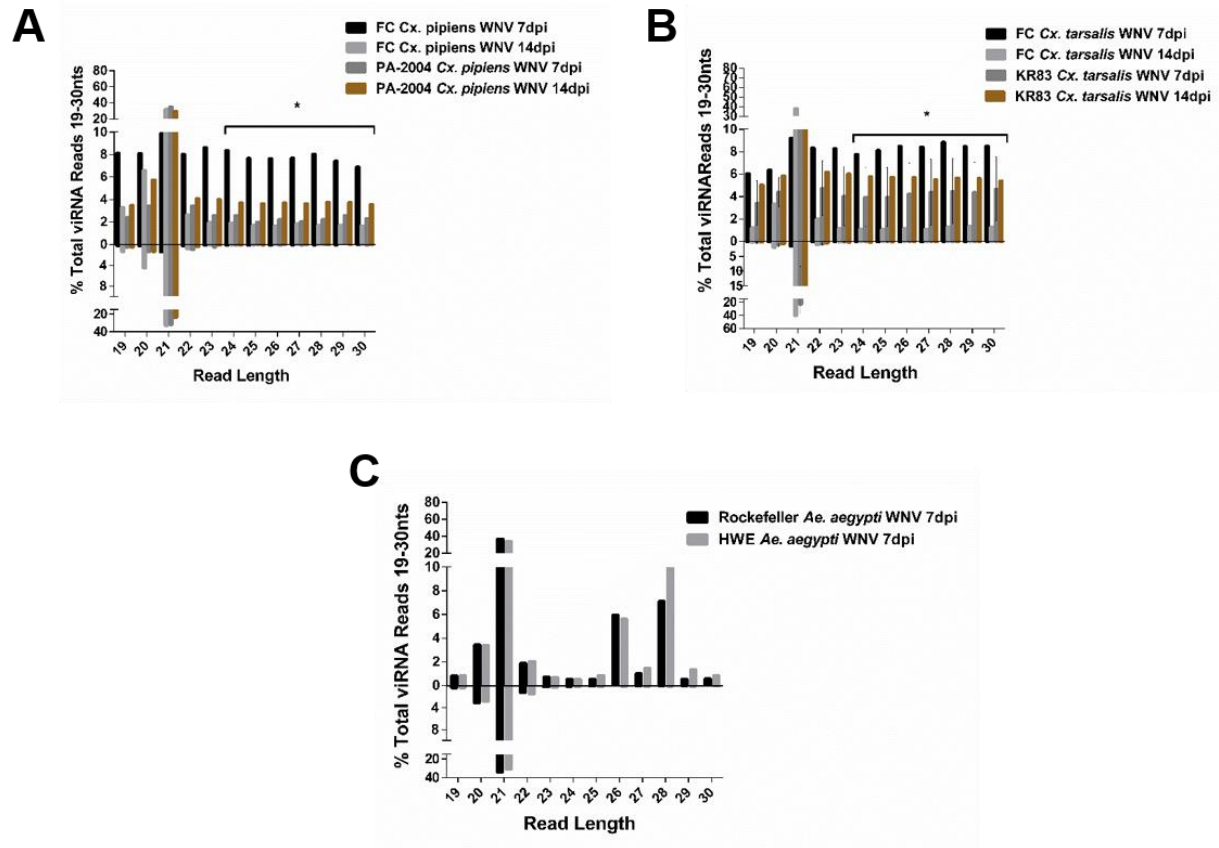 A
FC Cx. pipiens WNV 7dpi
FC Cx. pipiens WNV 14dpi
PA-2004 Cx. pipiens WNV 7dpi
PA-2004 Cx. pipiens WNV 14dpi
% Total viRNA Reads 19-30nts
80
60
40
20
10
8
6
4
2
0
4
8
20
40
*
19 20 21 22 23 24 25 26 27 28 29 30
Read Length
B
FC Cx. tarsalis WNV 7dpi
FC Cx. tarsalis WNV 14dpi
KR83 Cx. tarsalis WNV 7dpi
KR83 Cx. tarsalis WNV 14dpi
% Total viRNAReads 19-30nts
80
70
60
50
40
30
10
8
6
4
2
0
5
10
15
20
40
60
*
19 20 21 22 23 24 25 26 27 28 29 30
Read Length
C
Rockefeller Ae. aegypti WNV 7dpi
HWE Ae. aegypti WNV 7dpi
% Total viRNA Reads 19-30nts
80
60
40
20
10
8
6
4
2
0
4
8
20
40
19 20 21 22 23 24 25 26 27 28 29 30
Read Length